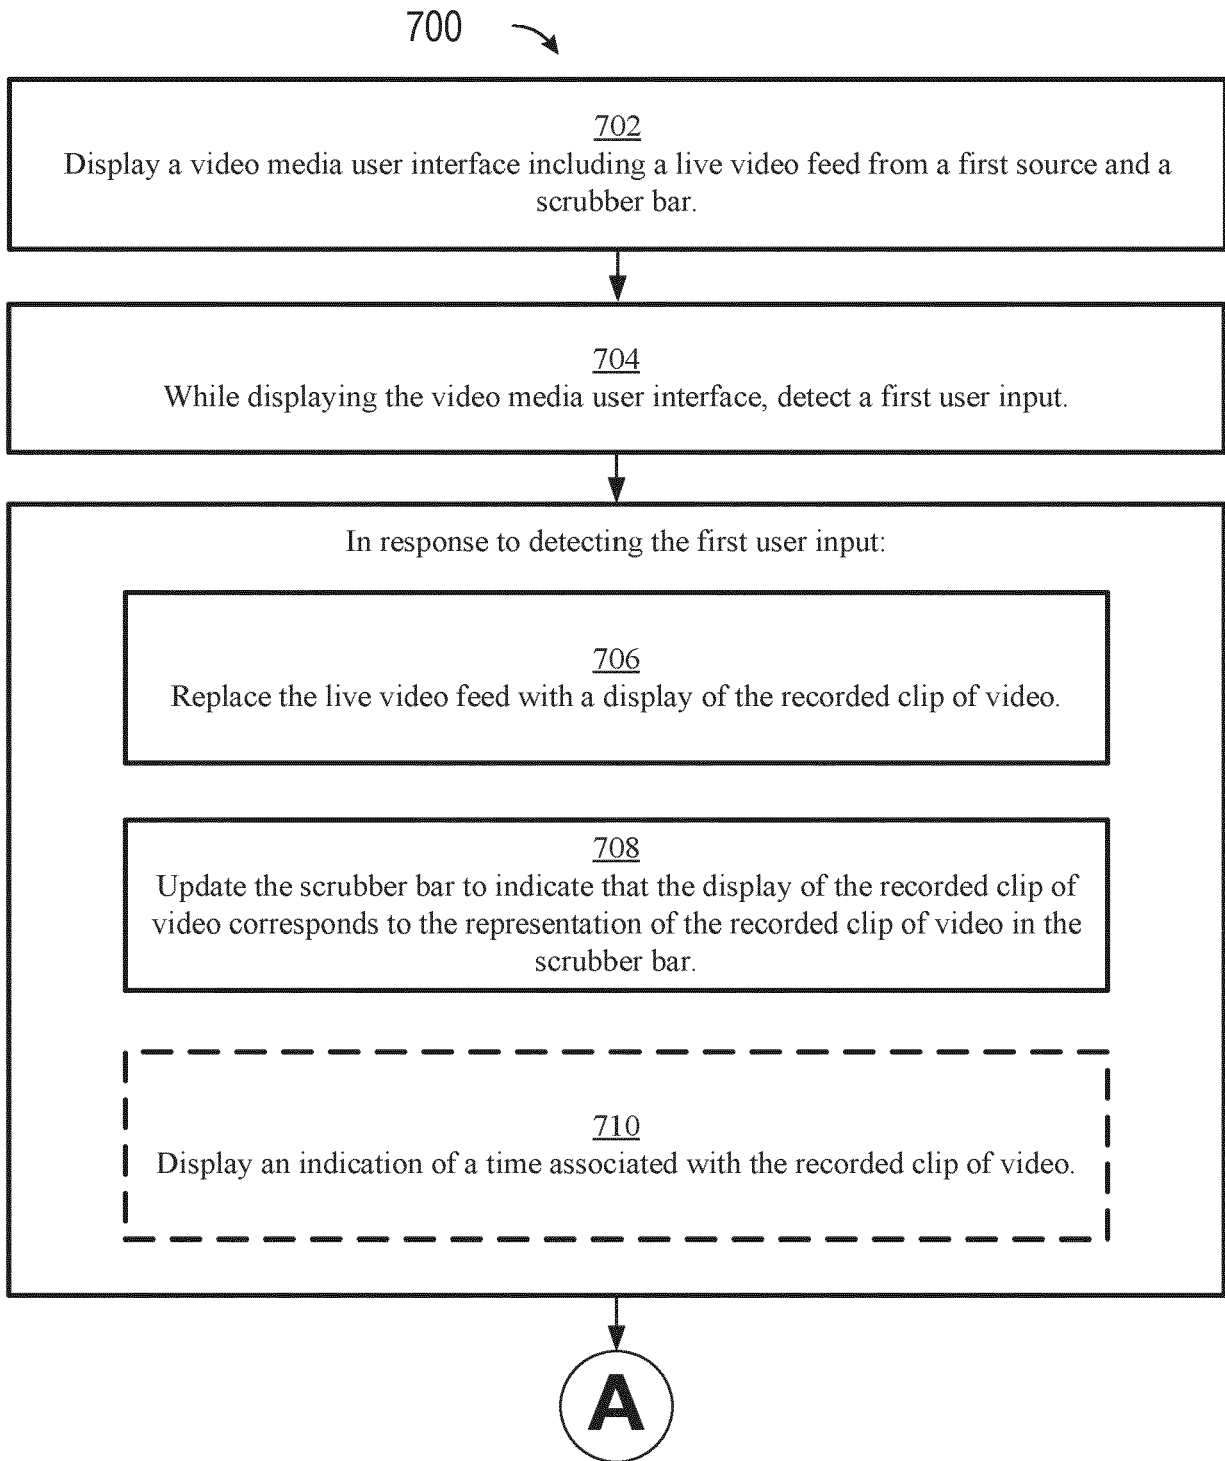 700
702
Display a video media user interface including a live video feed from a first source and a
scrubber bar.
704
While displaying the video media user interface, detect a first user input.
In response to detecting the first user input:
706
Replace the live video feed with a display of the recorded clip of video.
708
Update the scrubber bar to indicate that the display of the recorded clip of
video corresponds to the representation of the recorded clip of video in the
scrubber bar.
710
Display an indication of a time associated with the recorded clip of video.
A